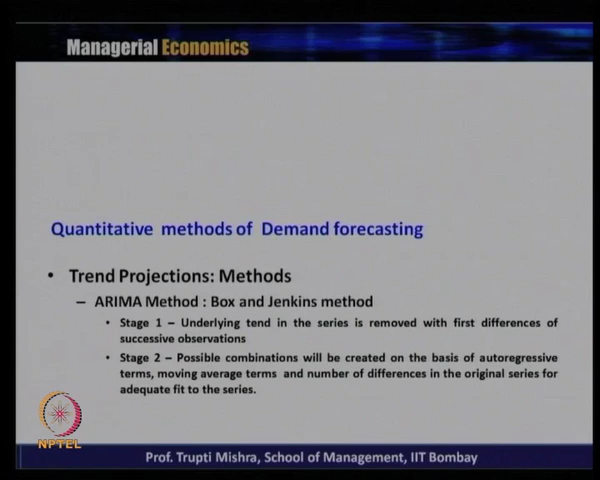 Managerial Economics
Quantitative methods of Demand forecasting
• Trend Projections: Methods
– ARIMA Method : Box and Jenkins method
• Stage 1 – Underlying tend in the series is removed with first differences of
successive observations
• Stage 2 – Possible combinations will be created on the basis of autoregressive
terms, moving average terms and number of differences in the original series for
adequate fit to the series.
NPTEL
Prof. Trupti Mishra, School of Management, IIT Bombay